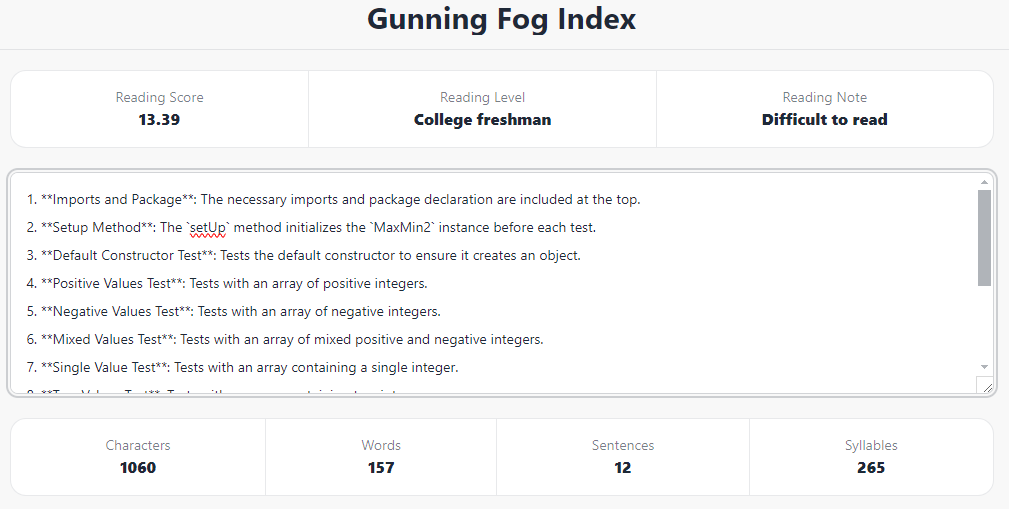 Gunning Fog Index
Reading Score
13.39
Reading Level
College freshman
Reading Note
Difficult to read
1. **Imports and Package**: The necessary imports and package declaration are included at the top.
2. **Setup Method**: The `setUp` method initializes the `MaxMin2` instance before each test.
3. **Default Constructor Test**: Tests the default constructor to ensure it creates an object.
4. **Positive Values Test**: Tests with an array of positive integers.
5. **Negative Values Test**: Tests with an array of negative integers.
6. **Mixed Values Test**: Tests with an array of mixed positive and negative integers.
7. **Single Value Test**: Tests with an array containing a single integer.
Characters
1060
Words
157
Sentences
12
Syllables
265